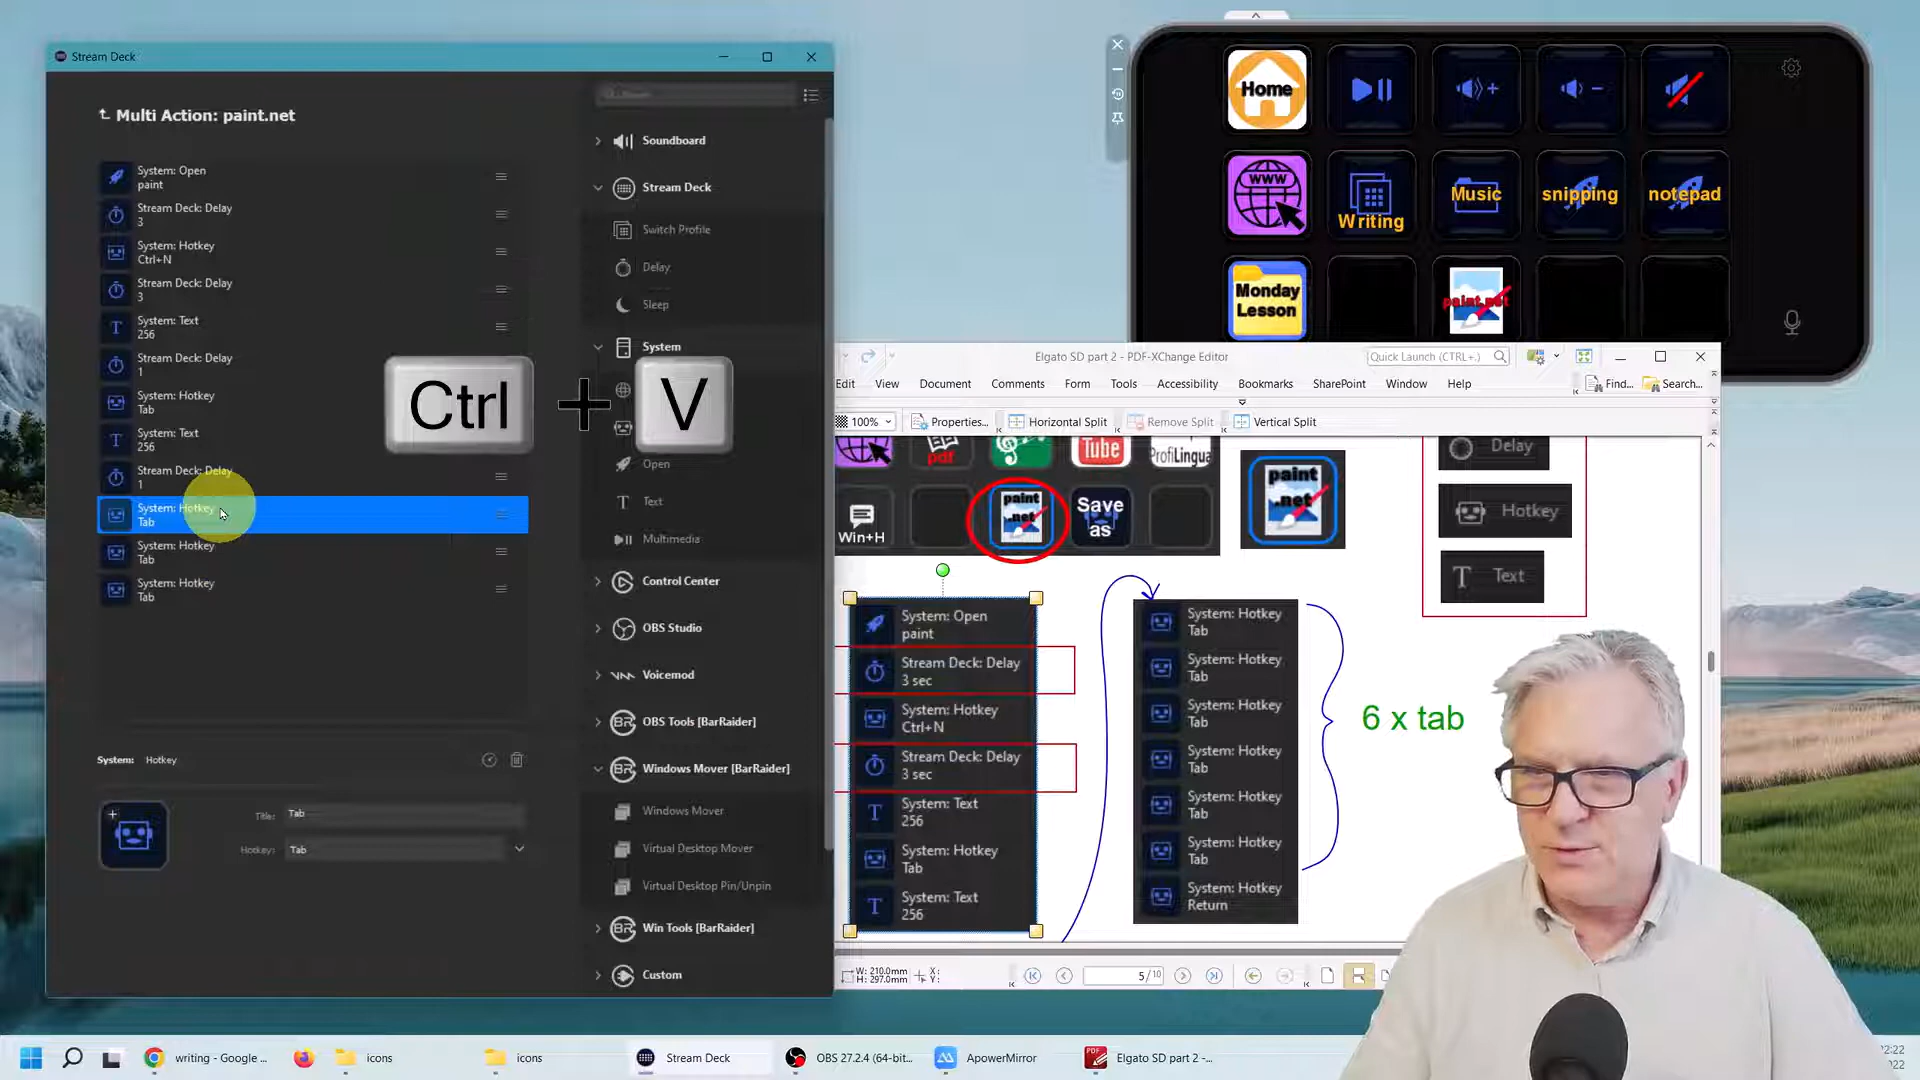 Stream Deck
Multi Action: paint.net
System: Open
paint
Stream Deck: Delay
3
System: Hotkey
Ctrl+N
Stream Deck: Delay
3
System: Text
256
Stream Deck: Delay
1
System: Hotkey
Tab
System: Text
256
Stream Deck: Delay
1
System: Hotkey
Tab
System: Hotkey
Tab
System: Hotkey
Tab
System: Hotkey
Title: Tab
Hotkey: Tab
Ctrl + V
Soundboard
Stream Deck
Switch Profile
Delay
Sleep
System
Open
Text
Multimedia
Control Center
OBS Studio
Voicemod
OBS Tools [BarRaider]
Windows Mover [BarRaider]
Windows Mover
Virtual Desktop Mover
Virtual Desktop Pin/Unpin
Win Tools [BarRaider]
Custom
Home
WWW
Writing
Music
snipping
notepad
Monday
Lesson
paint.net
Elgato SD part 2 - PDF-XChange Editor
Quick Launch (CTRL+.)
Edit View Document Comments Form Tools Accessibility Bookmarks SharePoint Window Help
Find... Search...
100% Properties... Horizontal Split Remove Split Vertical Split
pdf
Tube
ProfiLingua
Win+H
paint
.net
Save
as
paint
.net
Delay
Hotkey
Text
System: Open
paint
Stream Deck: Delay
3 sec
System: Hotkey
Ctrl+N
Stream Deck: Delay
3 sec
System: Text
256
System: Hotkey
Tab
System: Text
256
System: Hotkey
Tab
System: Hotkey
Tab
System: Hotkey
Tab
System: Hotkey
Tab
System: Hotkey
Tab
System: Hotkey
Tab
System: Hotkey
Return
6 x tab
W: 210.0mm X:
H: 297.0mm Y:
5 /10
writing - Google ...
icons
icons
Stream Deck
OBS 27.2.4 (64-bit...
ApowerMirror
Elgato SD part 2 -...